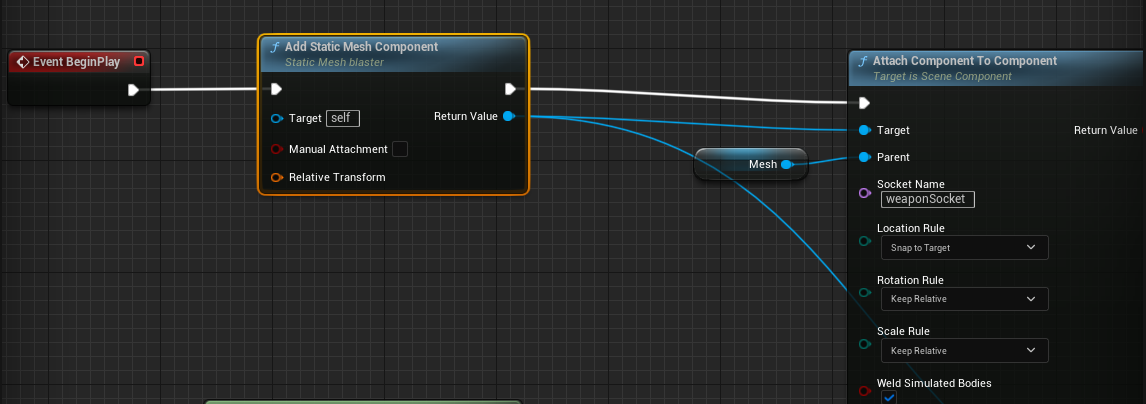 Event BeginPlay
Add Static Mesh Component
Static Mesh blaster
Target self
Return Value
Manual Attachment
Relative Transform
Mesh
Attach Component To Component
Target is Scene Component
Target
Return Value
Parent
Socket Name
weaponSocket
Location Rule
Snap to Target
Rotation Rule
Keep Relative
Scale Rule
Keep Relative
Weld Simulated Bodies